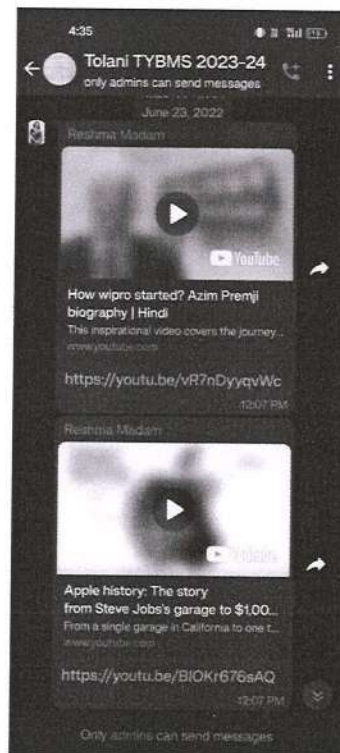 4:35
Tolani TYBMS 2023-24
only admins can send messages
June 23, 2022
Reshma Madam
YouTube
How wipro started? Azim Premji
biography | Hindi
This inspirational video covers the journey...
www.youtube.com
https://youtu.be/vR7nDyyqvWc
12:07 PM
Reshma Madam
YouTube
Apple history: The story
from Steve Jobs's garage to $1,00...
From a single garage in California to one t...
www.youtube.com
https://youtu.be/BIOKr676sAQ
12:07 PM
Only admins can send messages